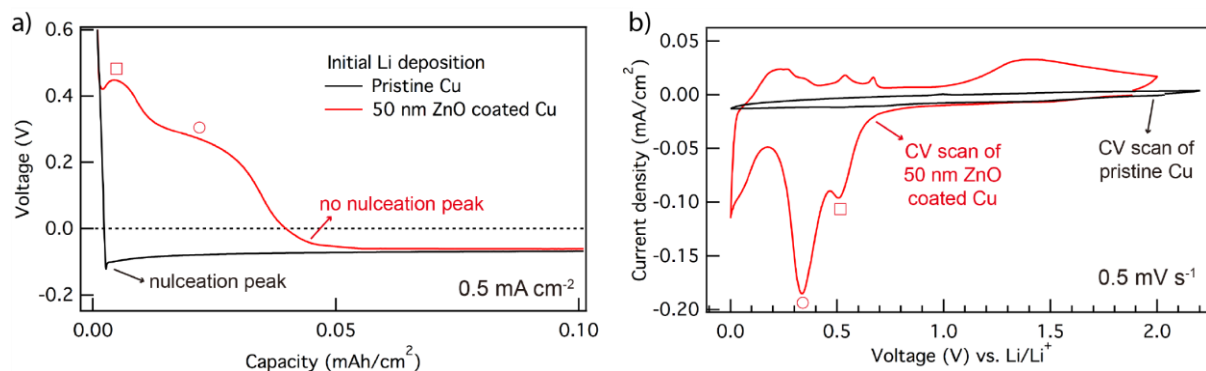 a)
0.6
0.4
0.2
0.0
-0.2
Voltage (V)
Initial Li deposition
Pristine Cu
50 nm ZnO coated Cu
no nulceation peak
nulceation peak
0.5 mA cm-2
0.00
0.05
0.10
Capacity (mAh/cm2)
b)
0.05
0.00
-0.05
-0.10
-0.15
-0.20
Current density (mA/cm2)
CV scan of
50 nm ZnO
coated Cu
CV scan of
pristine Cu
0.5 mV s-1
0.0
0.5
1.0
1.5
2.0
Voltage (V) vs. Li/Li+